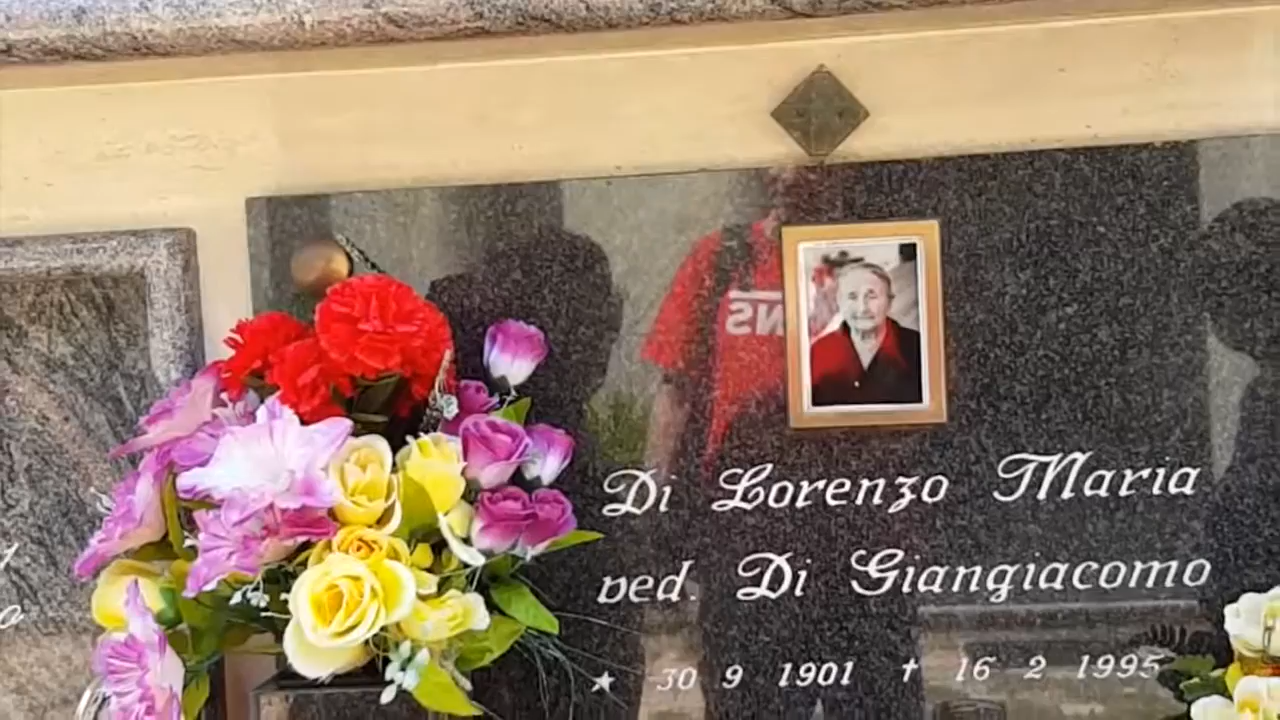 Di Lorenzo Maria
ved. Di Giangiacomo
★ 30 9 1901 † 16 2 1995